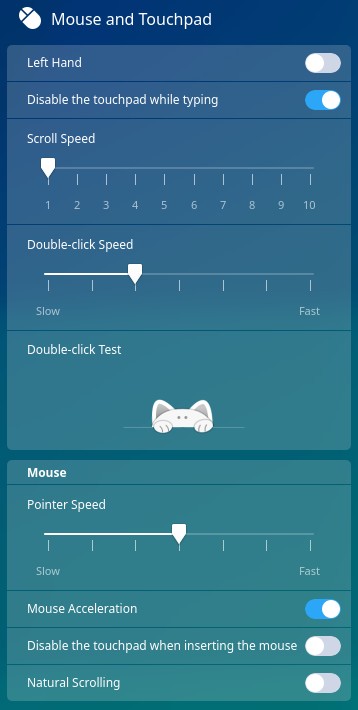 Mouse and Touchpad
Left Hand
Disable the touchpad while typing
Scroll Speed
1 2 3 4 5 6 7 8 9 10
Double-click Speed
Slow Fast
Double-click Test
Mouse
Pointer Speed
Slow Fast
Mouse Acceleration
Disable the touchpad when inserting the mouse
Natural Scrolling